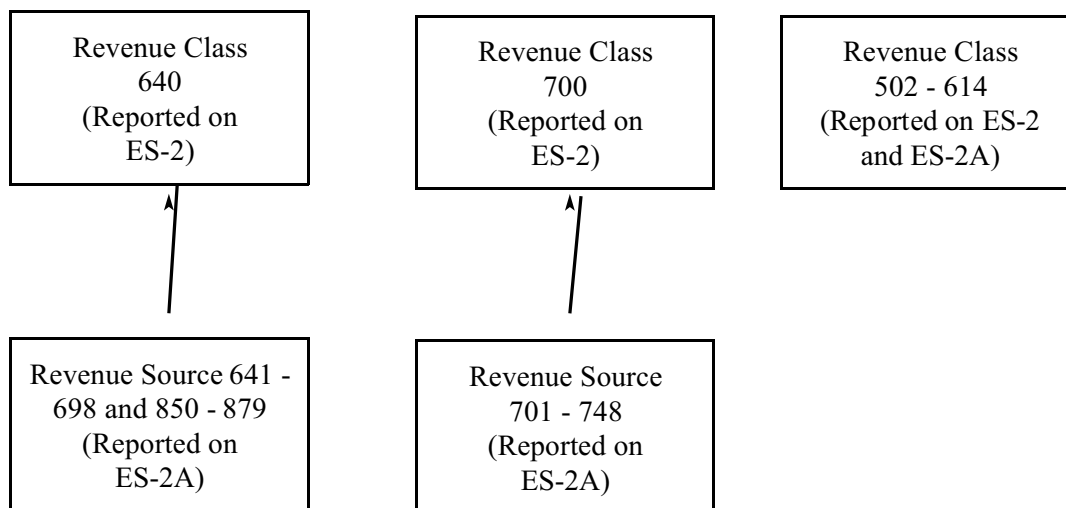 Revenue Class
640
(Reported on
ES-2)
Revenue Class
700
(Reported on
ES-2)
Revenue Class
502 - 614
(Reported on ES-2
and ES-2A)
Revenue Source 641 -
698 and 850 - 879
(Reported on
ES-2A)
Revenue Source
701 - 748
(Reported on
ES-2A)